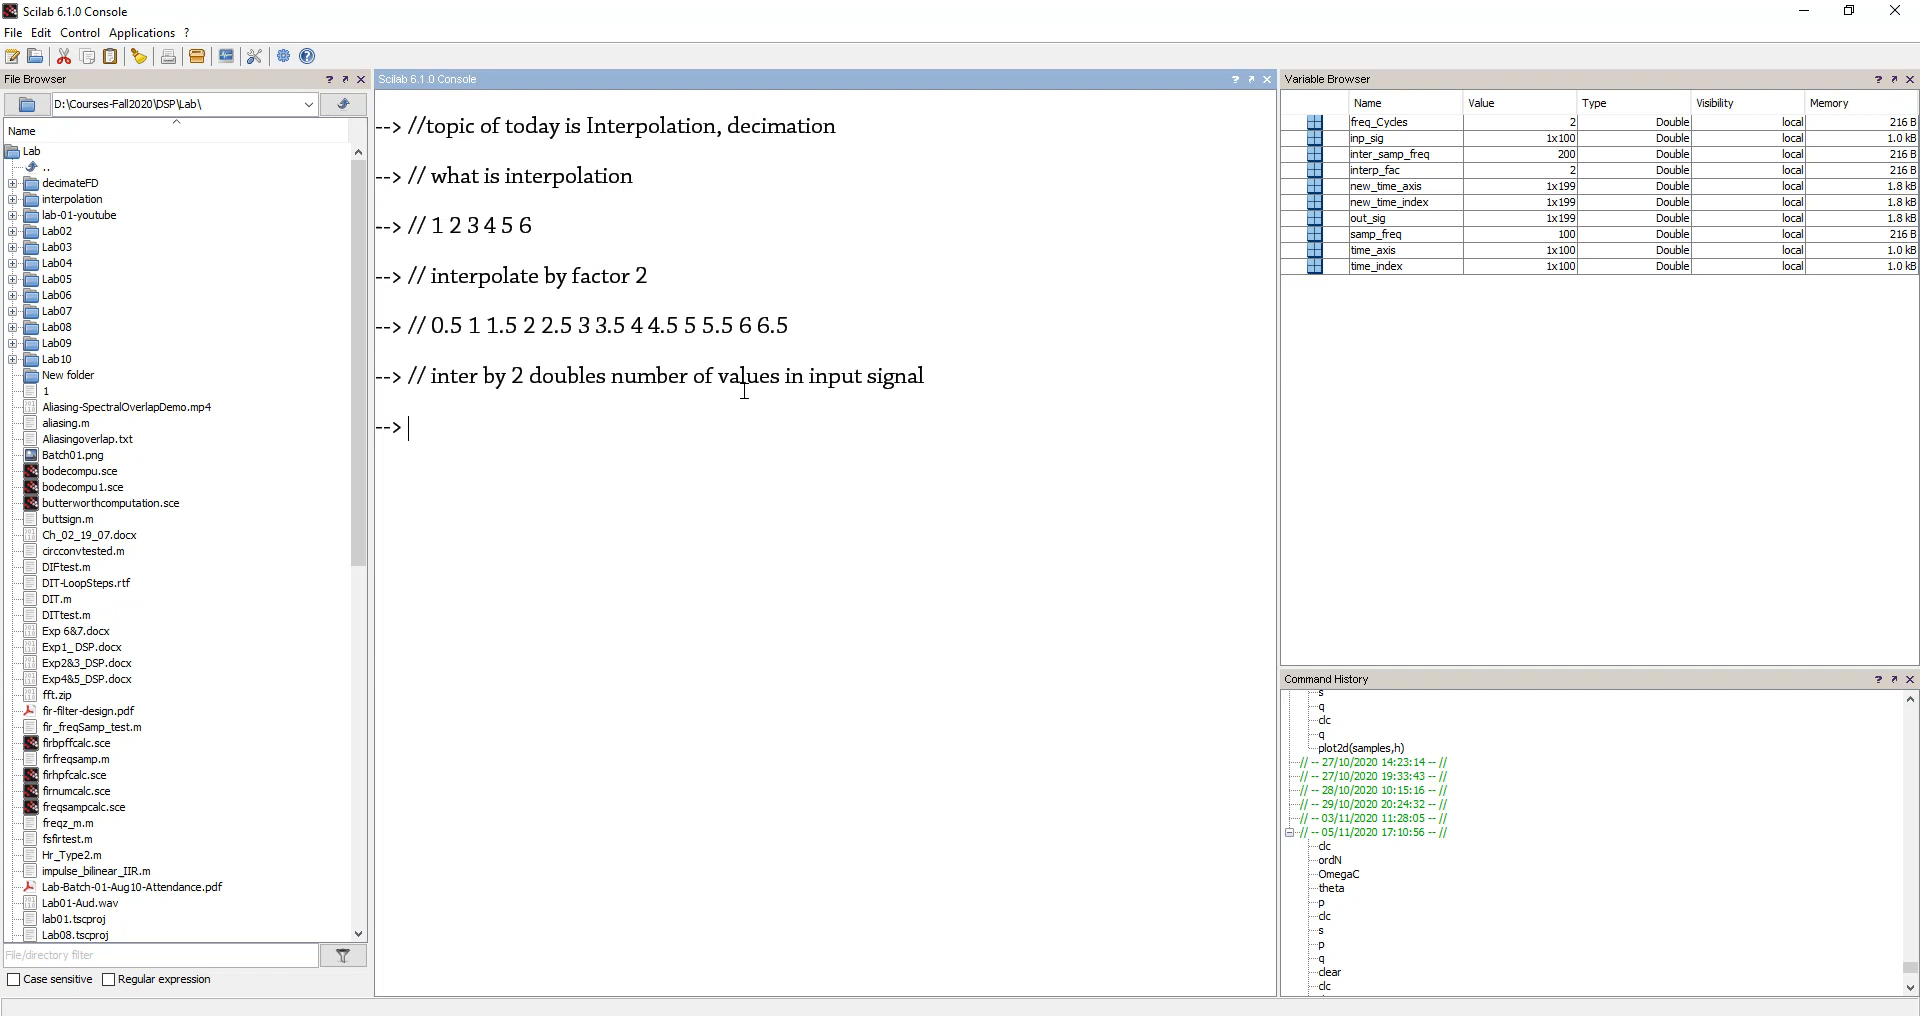 Scilab 6.1.0 Console
File Edit Control Applications ?
File Browser
D:\Courses-Fall2020\DSP\Lab\
Name
Lab
..
decimateFD
interpolation
lab-01-youtube
Lab02
Lab03
Lab04
Lab05
Lab06
Lab07
Lab08
Lab09
Lab10
New folder
1
Aliasing-SpectralOverlapDemo.mp4
aliasing.m
Aliasingoverlap.txt
Batch01.png
bodecompu.sce
bodecompu1.sce
butterworthcomputation.sce
buttsign.m
Ch_02_19_07.docx
circconvtested.m
DIFtest.m
DIT-LoopSteps.rtf
DIT.m
DITtest.m
Exp 6&7.docx
Exp1_ DSP.docx
Exp2&3_DSP.docx
Exp4&5_DSP.docx
fft.zip
fir-filter-design.pdf
fir_freqSamp_test.m
firbpffcalc.sce
firfreqsamp.m
firhpfcalc.sce
firnumcalc.sce
freqsampcalc.sce
freqz_m.m
fsfirtest.m
Hr_Type2.m
impulse_bilinear_IIR.m
Lab-Batch-01-Aug10-Attendance.pdf
Lab01-Aud.wav
lab01.tscproj
Lab08.tscproj
File/directory filter
Case sensitive Regular expression
Scilab 6.1.0 Console
--> //topic of today is Interpolation, decimation
--> // what is interpolation
--> // 1 2 3 4 5 6
--> // interpolate by factor 2
--> // 0.5 1 1.5 2 2.5 3 3.5 4 4.5 5 5.5 6 6.5
--> // inter by 2 doubles number of values in input signal
-->
Variable Browser
Name Value Type Visibility Memory
freq_Cycles 2 Double local 216 B
inp_sig 1x100 Double local 1.0 kB
inter_samp_freq 200 Double local 216 B
interp_fac 2 Double local 216 B
new_time_axis 1x199 Double local 1.8 kB
new_time_index 1x199 Double local 1.8 kB
out_sig 1x199 Double local 1.8 kB
samp_freq 100 Double local 216 B
time_axis 1x100 Double local 1.0 kB
time_index 1x100 Double local 1.0 kB
Command History
s
q
clc
q
plot2d(samples,h)
// -- 27/10/2020 14:23:14 -- //
// -- 27/10/2020 19:33:43 -- //
// -- 28/10/2020 10:15:16 -- //
// -- 29/10/2020 20:24:32 -- //
// -- 03/11/2020 11:28:05 -- //
// -- 05/11/2020 17:10:56 -- //
clc
ordN
OmegaC
theta
p
clc
s
p
q
clear
clc